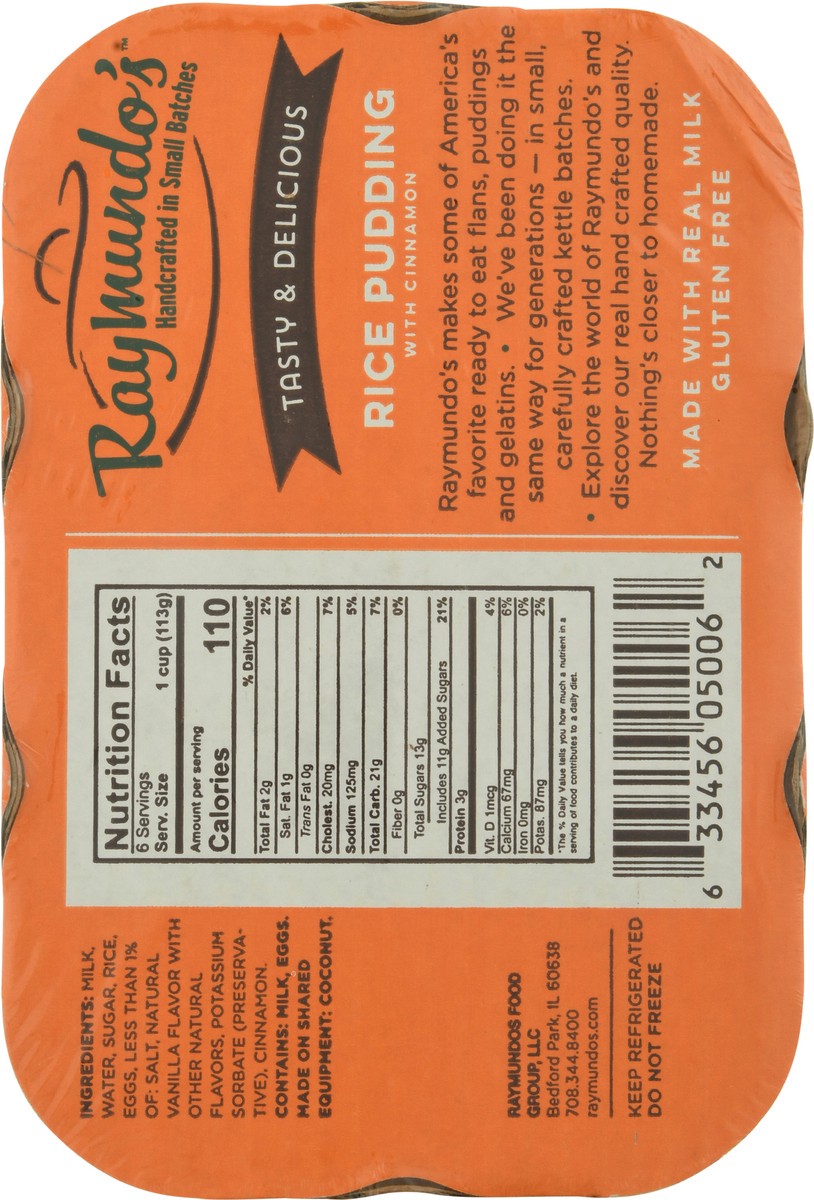 Raymundo's™
Handcrafted in Small Batches
TASTY & DELICIOUS
RICE PUDDING
WITH CINNAMON
Raymundo's makes some of America's
favorite ready to eat flans, puddings
and gelatins. • We've been doing it the
same way for generations — in small,
carefully crafted kettle batches.
• Explore the world of Raymundo's and
discover our real hand crafted quality.
Nothing's closer to homemade.
MADE WITH REAL MILK
GLUTEN FREE
Nutrition Facts
6 Servings
Serv. Size 1 cup (113g)
Amount per serving
Calories 110
% Daily Value*
Total Fat 2g 2%
Sat. Fat 1g 6%
Trans Fat 0g
Cholest. 20mg 7%
Sodium 125mg 5%
Total Carb. 21g 7%
Fiber 0g 0%
Total Sugars 13g
Includes 11g Added Sugars 21%
Protein 3g
Vit. D 1mcg 4%
Calcium 67mg 6%
Iron 0mg 0%
Potas. 87mg 2%
*The % Daily Value tells you how much a nutrient in a
serving of food contributes to a daily diet.
6 33456 05006 2
INGREDIENTS: MILK,
WATER, SUGAR, RICE,
EGGS, LESS THAN 1%
OF: SALT, NATURAL
VANILLA FLAVOR WITH
OTHER NATURAL
FLAVORS, POTASSIUM
SORBATE (PRESERVA-
TIVE), CINNAMON.
CONTAINS: MILK, EGGS.
MADE ON SHARED
EQUIPMENT: COCONUT.
RAYMUNDOS FOOD
GROUP, LLC
Bedford Park, IL 60638
708.344.8400
raymundos.com
KEEP REFRIGERATED
DO NOT FREEZE